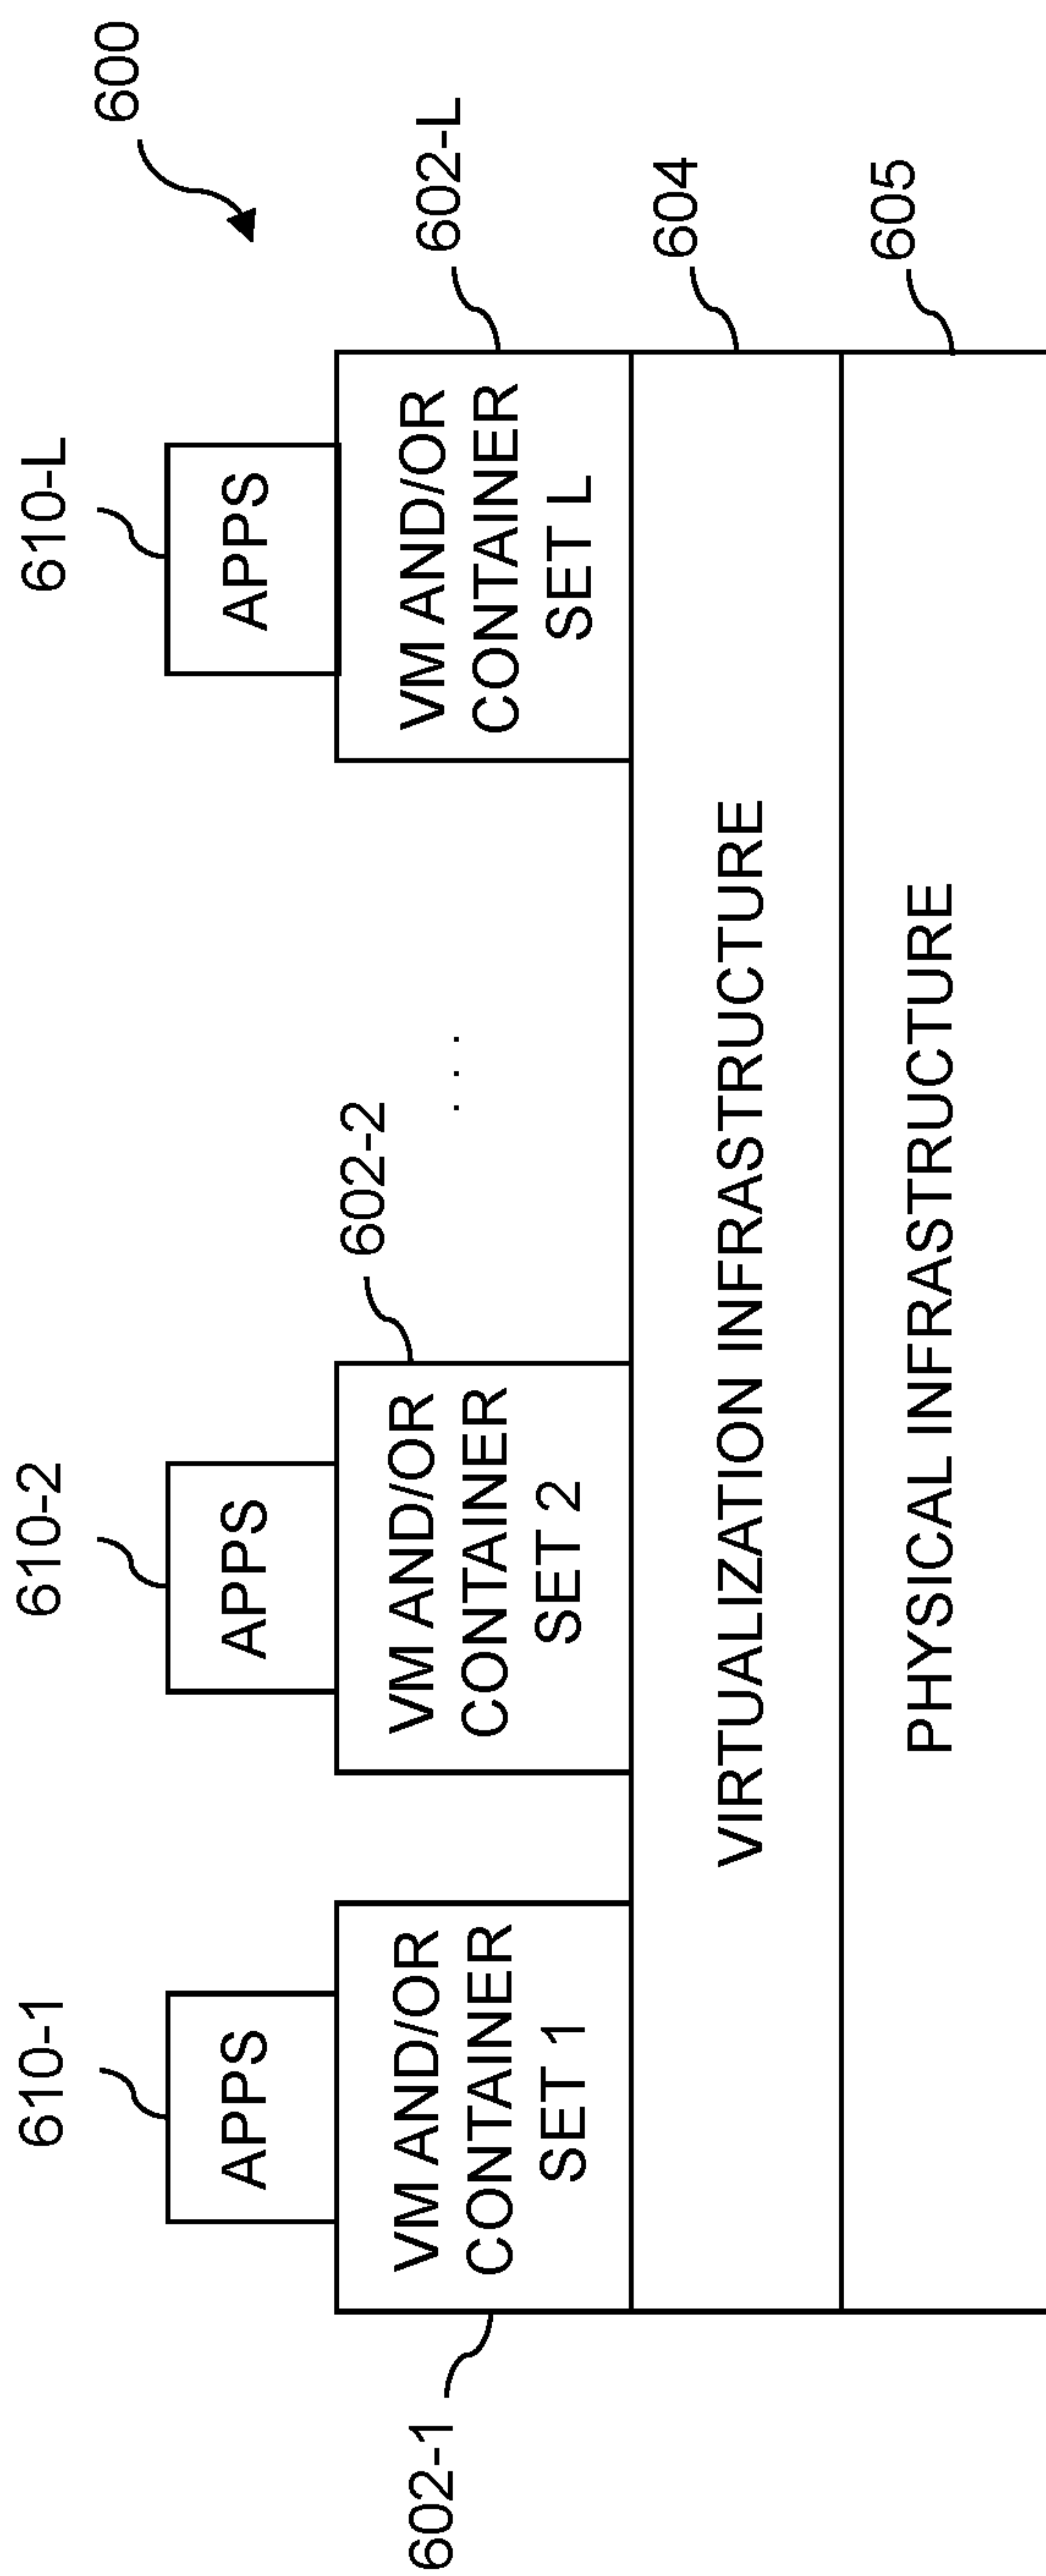 600
610-1
610-2
610-L
APPS
APPS
APPS
602-1
VM AND/OR
CONTAINER
SET 1
VM AND/OR
CONTAINER
SET 2
602-2
. . .
VM AND/OR
CONTAINER
SET L
602-L
VIRTUALIZATION INFRASTRUCTURE
604
PHYSICAL INFRASTRUCTURE
605